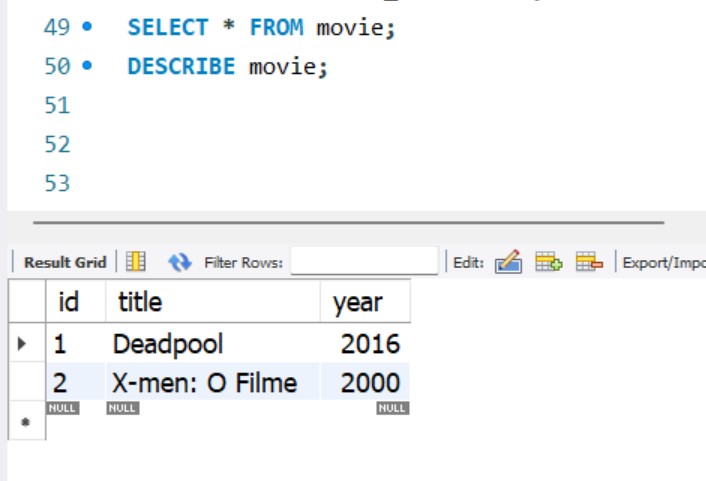 49 SELECT * FROM movie;
50 DESCRIBE movie;
51
52
53
Result Grid Filter Rows: Edit: Export/Impo
id title year
1 Deadpool 2016
2 X-men: O Filme 2000
NULL NULL NULL